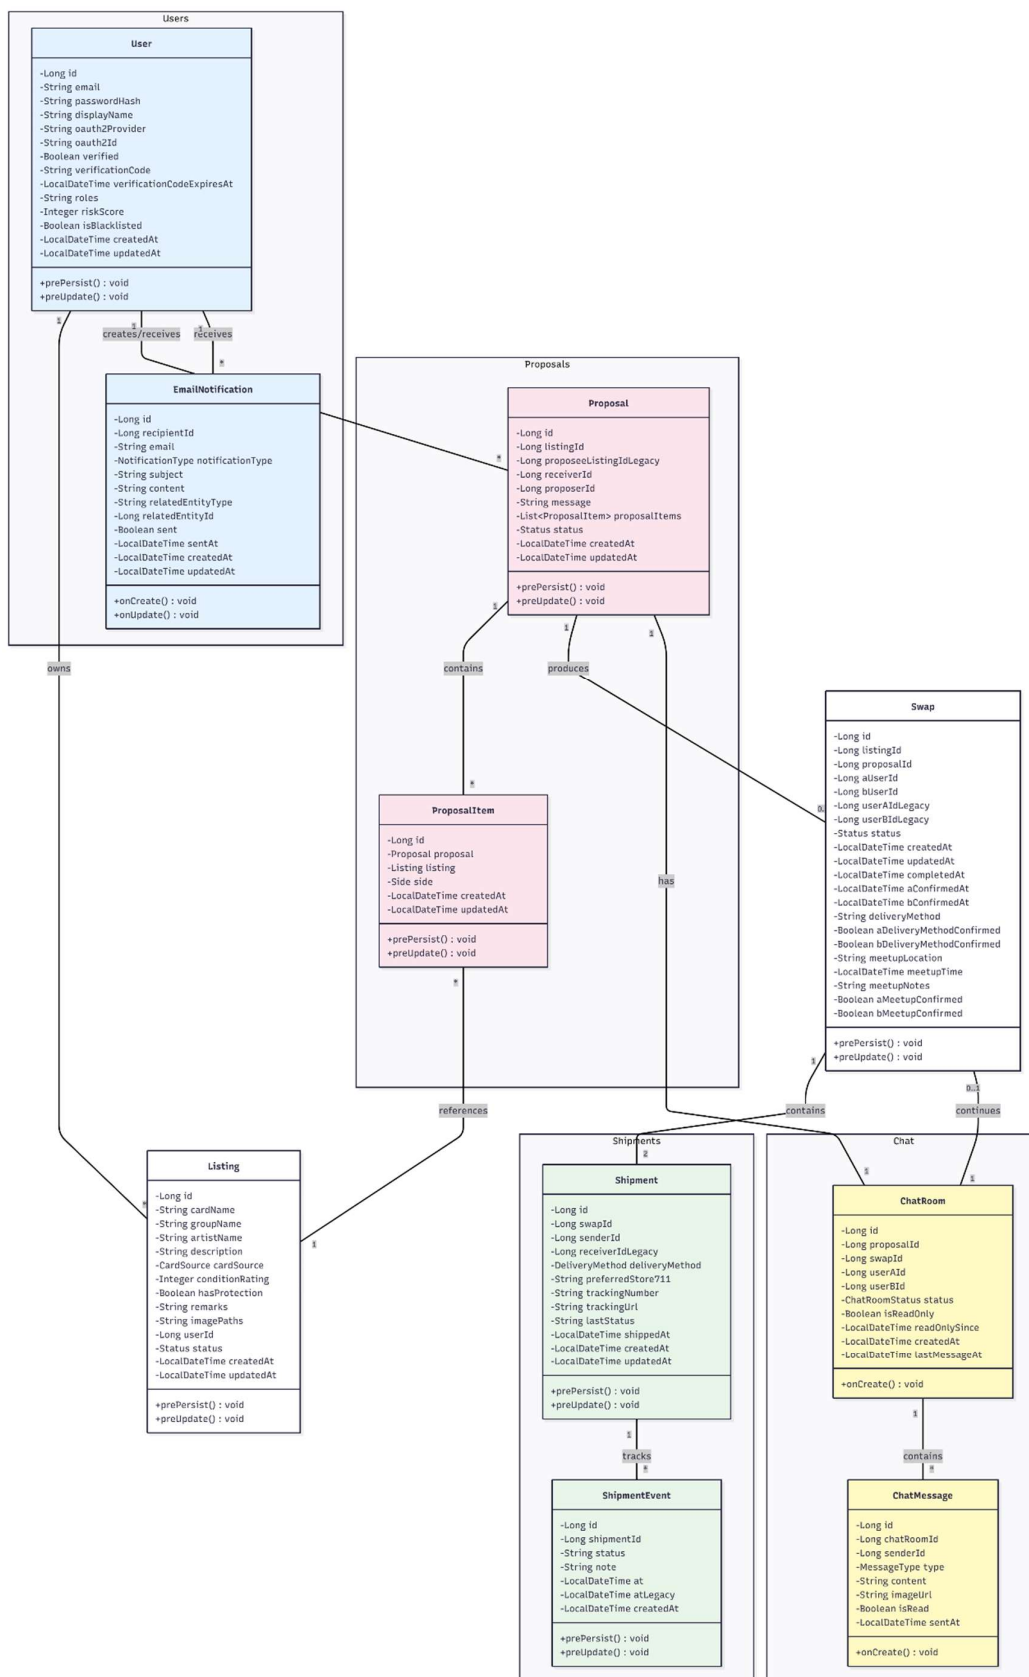 Users
User
-Long id
-String email
-String passwordHash
-String displayName
-String oauth2Provider
-String oauth2Id
-Boolean verified
-String verificationCode
-LocalDateTime verificationCodeExpiresAt
-String roles
-Integer riskScore
-Boolean isBlacklisted
-LocalDateTime createdAt
-LocalDateTime updatedAt
+prePersist() : void
+preUpdate() : void
1
1
1
creates/receives
receives
*
EmailNotification
-Long id
-Long recipientId
-String email
-NotificationType notificationType
-String subject
-String content
-String relatedEntityType
-Long relatedEntityId
-Boolean sent
-LocalDateTime sentAt
-LocalDateTime createdAt
-LocalDateTime updatedAt
+onCreate() : void
+onUpdate() : void
owns
Proposals
Proposal
-Long id
-Long listingId
-Long proposeeListingIdLegacy
-Long receiverId
-Long proposerId
-String message
-List<ProposalItem> proposalItems
-Status status
-LocalDateTime createdAt
-LocalDateTime updatedAt
+prePersist() : void
+preUpdate() : void
*
1
1
1
contains
produces
*
ProposalItem
-Long id
-Proposal proposal
-Listing listing
-Side side
-LocalDateTime createdAt
-LocalDateTime updatedAt
+prePersist() : void
+preUpdate() : void
*
has
references
Swap
-Long id
-Long listingId
-Long proposalId
-Long aUserId
-Long bUserId
-Long userAIdLegacy
-Long userBIdLegacy
-Status status
-LocalDateTime createdAt
-LocalDateTime updatedAt
-LocalDateTime completedAt
-LocalDateTime aConfirmedAt
-LocalDateTime bConfirmedAt
-String deliveryMethod
-Boolean aDeliveryMethodConfirmed
-Boolean bDeliveryMethodConfirmed
-String meetupLocation
-LocalDateTime meetupTime
-String meetupNotes
-Boolean aMeetupConfirmed
-Boolean bMeetupConfirmed
+prePersist() : void
+preUpdate() : void
1
0..1
contains
continues
*
Listing
-Long id
-String cardName
-String groupName
-String artistName
-String description
-CardSource cardSource
-Integer conditionRating
-Boolean hasProtection
-String remarks
-String imagePaths
-Long userId
-Status status
-LocalDateTime createdAt
-LocalDateTime updatedAt
+prePersist() : void
+preUpdate() : void
1
Shipments
2
Shipment
-Long id
-Long swapId
-Long senderId
-Long receiverIdLegacy
-DeliveryMethod deliveryMethod
-String preferredStore711
-String trackingNumber
-String trackingUrl
-String lastStatus
-LocalDateTime shippedAt
-LocalDateTime createdAt
-LocalDateTime updatedAt
+prePersist() : void
+preUpdate() : void
1
tracks
*
ShipmentEvent
-Long id
-Long shipmentId
-String status
-String note
-LocalDateTime at
-LocalDateTime atLegacy
-LocalDateTime createdAt
+prePersist() : void
+preUpdate() : void
Chat
1
1
ChatRoom
-Long id
-Long proposalId
-Long swapId
-Long userAId
-Long userBId
-ChatRoomStatus status
-Boolean isReadOnly
-LocalDateTime readOnlySince
-LocalDateTime createdAt
-LocalDateTime lastMessageAt
+onCreate() : void
1
contains
*
ChatMessage
-Long id
-Long chatRoomId
-Long senderId
-MessageType type
-String content
-String imageUrl
-Boolean isRead
-LocalDateTime sentAt
+onCreate() : void